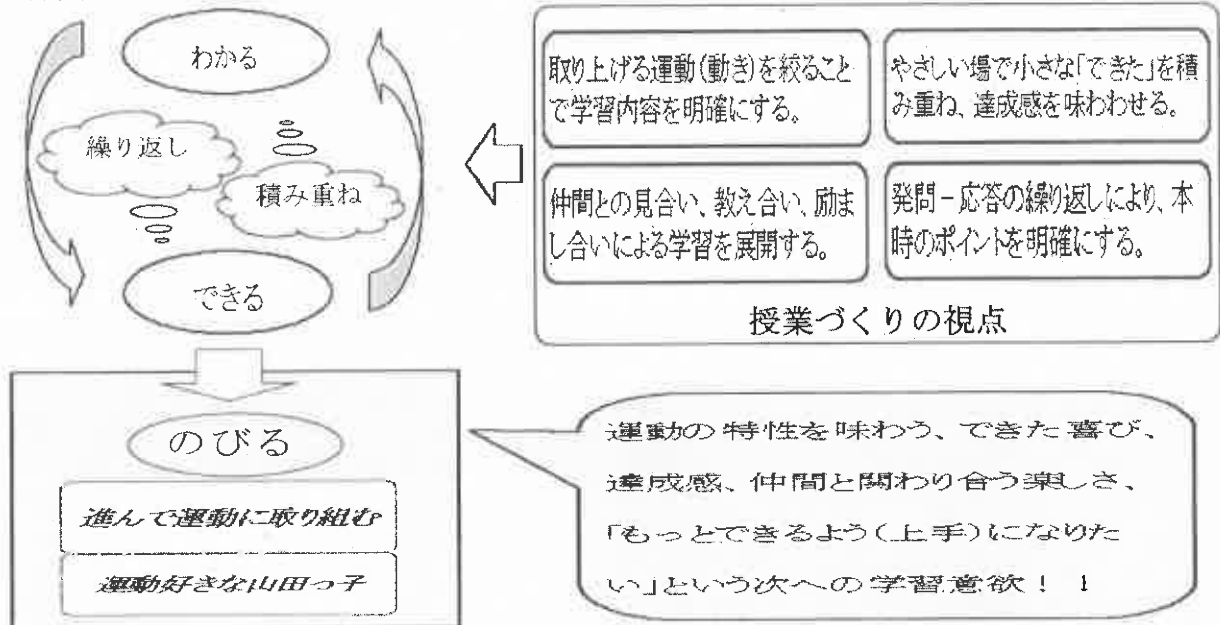 わかる
繰り返し
積み重ね
できる
取り上げる運動(動き)を絞ること
で学習内容を明確にする。
やさしい場で小さな「できた」を積
み重ね、達成感を味わわせる。
仲間との見合い、教え合い、励ま
し合いによる学習を展開する。
発問-応答の繰り返しにより、本
時のポイントを明確にする。
授業づくりの視点
のびる
進んで運動に取り組む
運動好きな山田っ子
運動の特性を味わう、できた喜び、
達成感、仲間と関わり合う楽しさ、
「もっとできるよう(上手)になりた
い」という次への学習意欲! 1